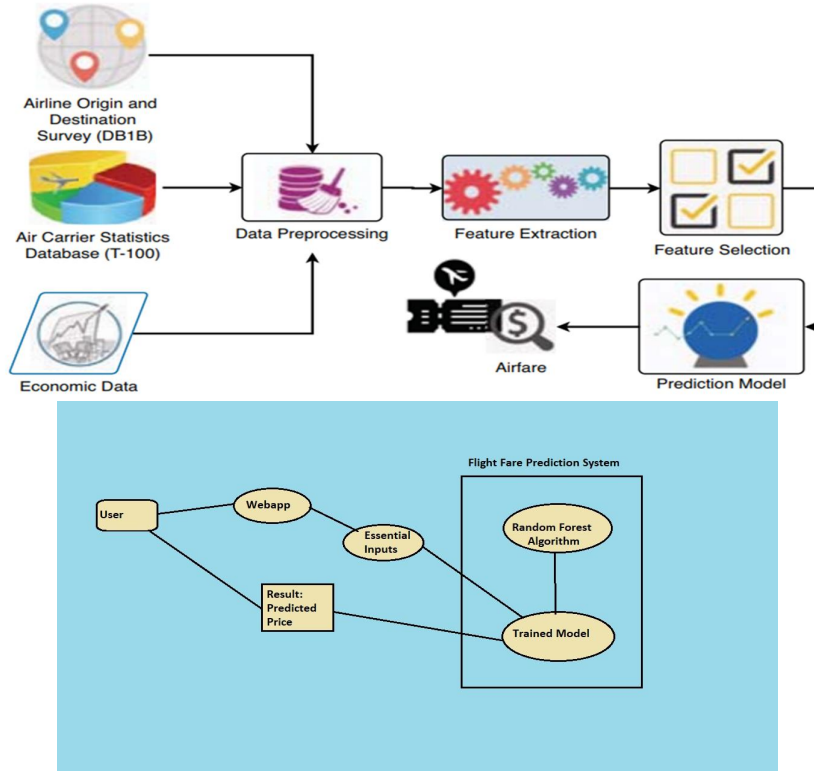 Airline Origin and
Destination
Survey (DB1B)
Air Carrier Statistics
Database (T-100)
Data Preprocessing
Feature Extraction
Feature Selection
Economic Data
Airfare
Prediction Model
Flight Fare Prediction System
User
Webapp
Essential
Inputs
Random Forest
Algorithm
Result:
Predicted
Price
Trained Model